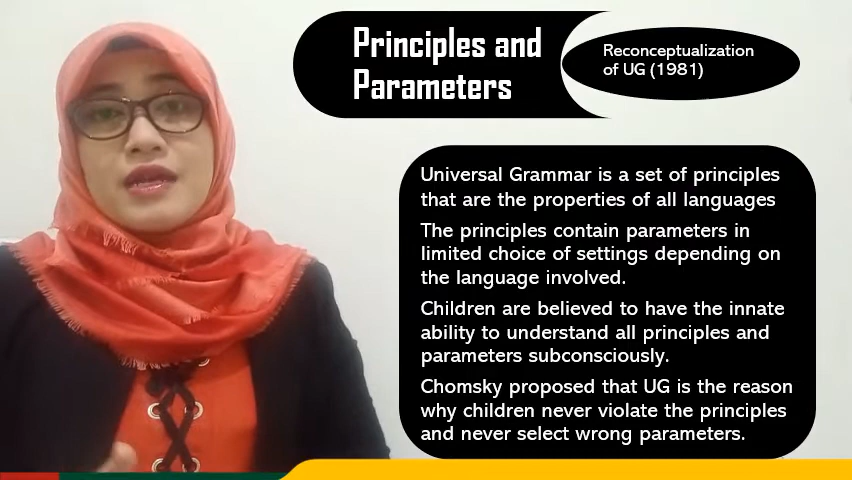 Principles and
Parameters
Reconceptualization
of UG (1981)
Universal Grammar is a set of principles
that are the properties of all languages
The principles contain parameters in
limited choice of settings depending on
the language involved.
Children are believed to have the innate
ability to understand all principles and
parameters subconsciously.
Chomsky proposed that UG is the reason
why children never violate the principles
and never select wrong parameters.